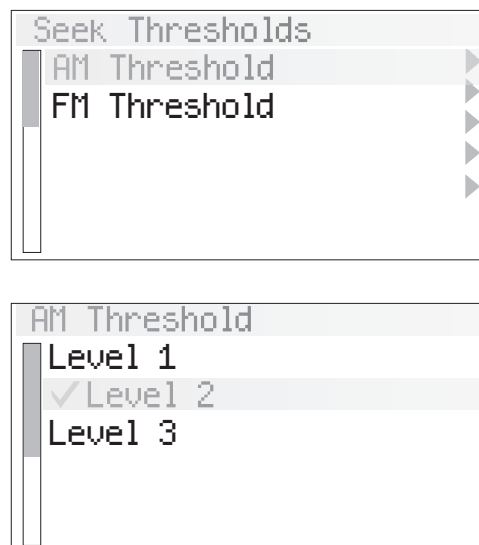 Seek Thresholds
AM Threshold
FM Threshold
AM Threshold
Level 1
✓Level 2
Level 3